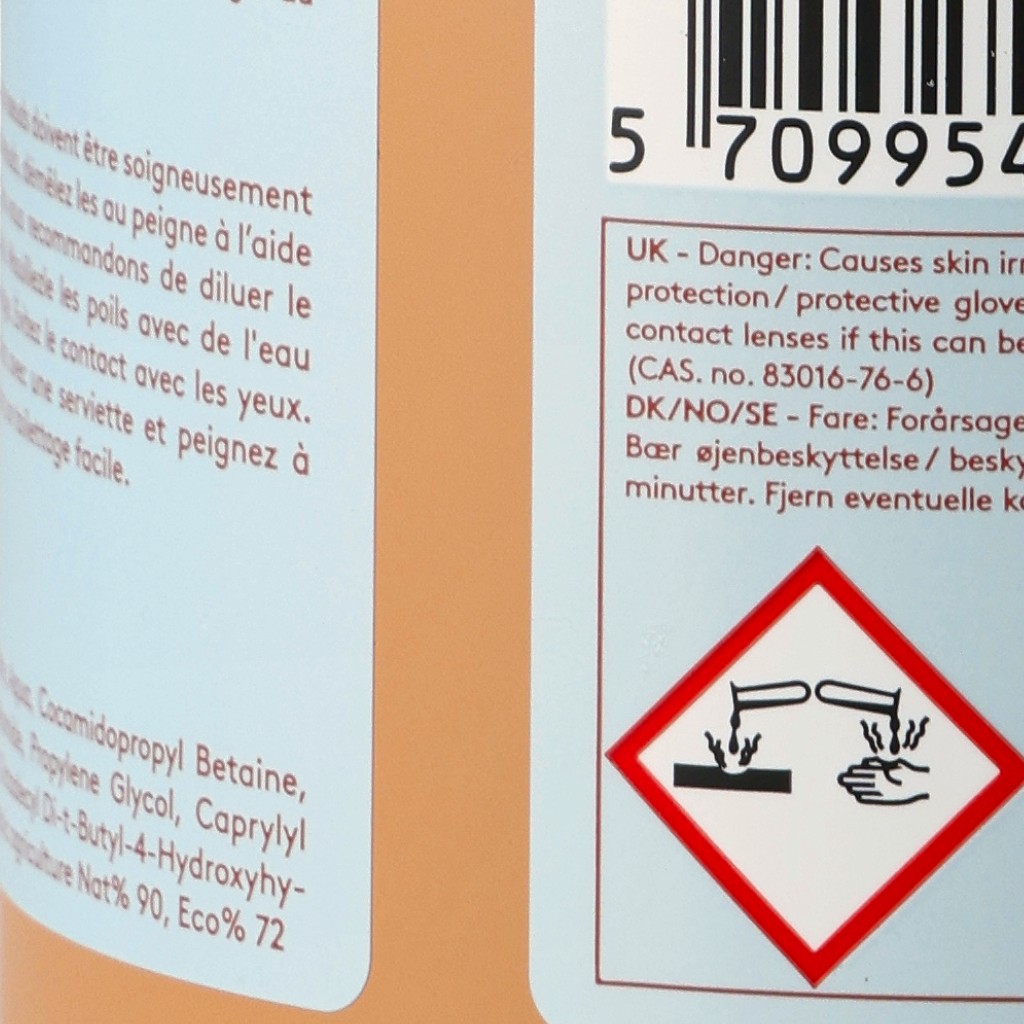 doivent être soigneusement
démêlez les au peigne à l'aide
recommandons de diluer le
les poils avec de l'eau
le contact avec les yeux.
une serviette et peignez à
facile.
Cocamidopropyl Betaine,
Propylene Glycol, Caprylyl
Di-t-Butyl-4-Hydroxyhy-
Nat% 90, Eco% 72
5 709954
UK - Danger: Causes skin irr
protection/ protective glove
contact lenses if this can be
(CAS. no. 83016-76-6)
DK/NO/SE - Fare: Forårsage
Bær øjenbeskyttelse/ besky
minutter. Fjern eventuelle ko